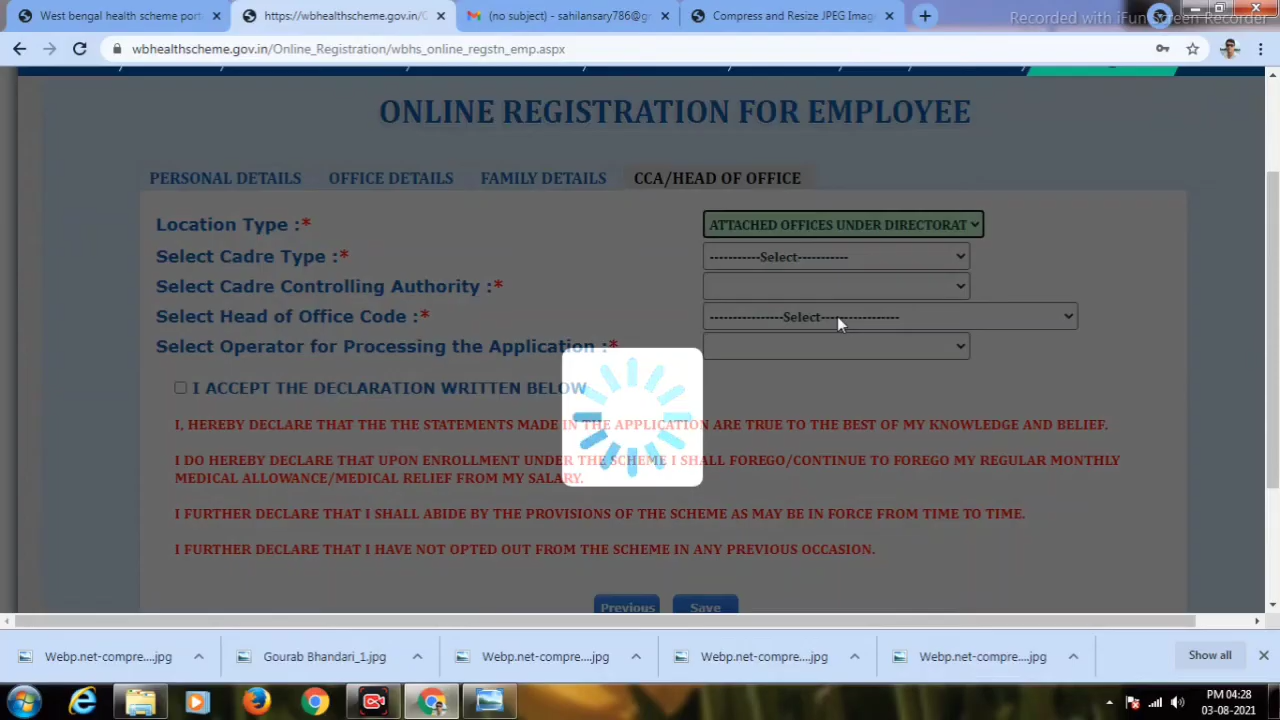 West bengal health scheme port
https://wbhealthscheme.gov.in/O
(no subject) - sahilansary786@g
Compress and Resize JPEG Imag
Recorded with iFun Screen Recorder
wbhealthscheme.gov.in/Online_Registration/wbhs_online_regstn_emp.aspx
ONLINE REGISTRATION FOR EMPLOYEE
PERSONAL DETAILS OFFICE DETAILS FAMILY DETAILS CCA/HEAD OF OFFICE
Location Type :* ATTACHED OFFICES UNDER DIRECTORAT
Select Cadre Type :* -----------Select-----------
Select Cadre Controlling Authority :*
Select Head of Office Code :* ----------------Select-----------------
Select Operator for Processing the Application :*
I ACCEPT THE DECLARATION WRITTEN BELOW
I, HEREBY DECLARE THAT THE THE STATEMENTS MADE IN THE APPLICATION ARE TRUE TO THE BEST OF MY KNOWLEDGE AND BELIEF.
I DO HEREBY DECLARE THAT UPON ENROLLMENT UNDER THE SCHEME I SHALL FOREGO/CONTINUE TO FOREGO MY REGULAR MONTHLY
MEDICAL ALLOWANCE/MEDICAL RELIEF FROM MY SALARY.
I FURTHER DECLARE THAT I SHALL ABIDE BY THE PROVISIONS OF THE SCHEME AS MAY BE IN FORCE FROM TIME TO TIME.
I FURTHER DECLARE THAT I HAVE NOT OPTED OUT FROM THE SCHEME IN ANY PREVIOUS OCCASION.
Previous Save
Webp.net-compre....jpg Gourab Bhandari_1.jpg Webp.net-compre....jpg Webp.net-compre....jpg Webp.net-compre....jpg Show all
PM 04:28
03-08-2021